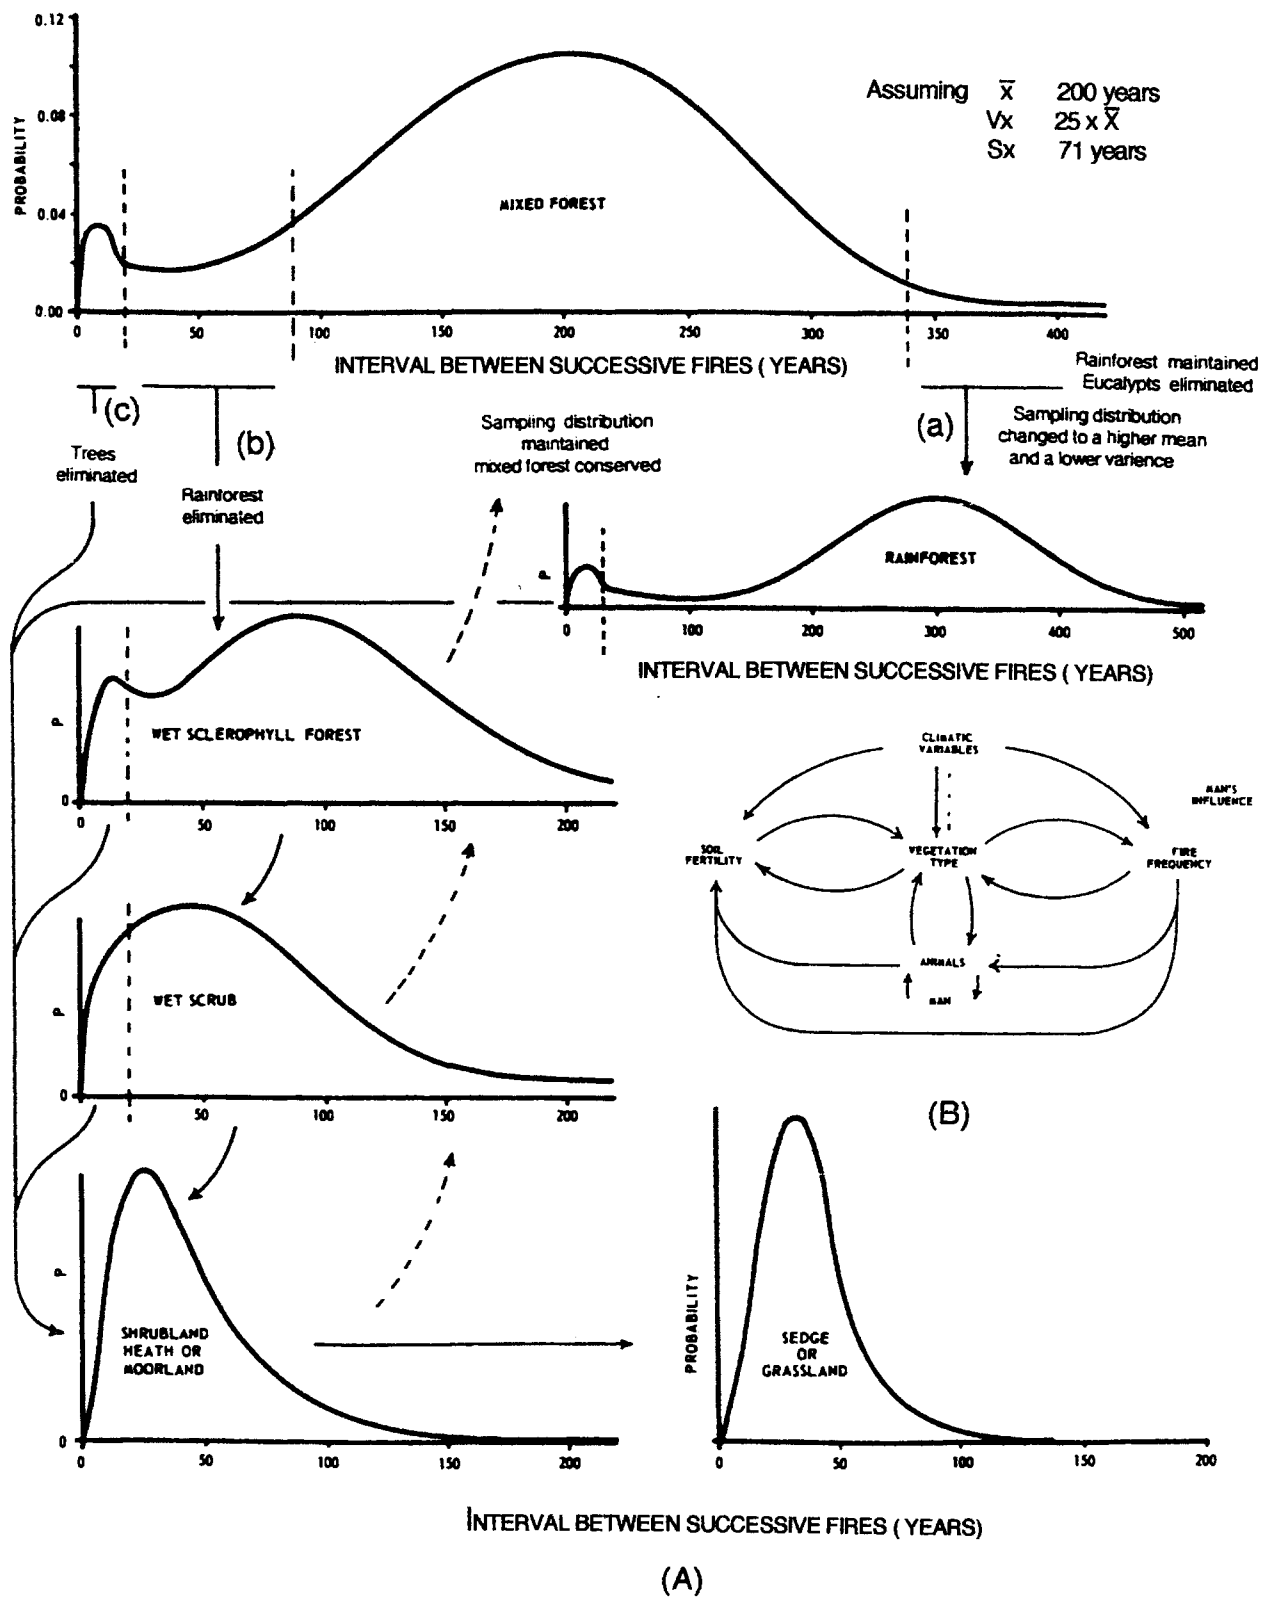 0.12
0.08
0.04
0.00
PROBABILITY
Assuming x̅ 200 years
Vx 25 x X̅
Sx 71 years
MIXED FOREST
0 50 100 150 200 250 300 350 400
INTERVAL BETWEEN SUCCESSIVE FIRES ( YEARS)
Rainforest maintained
Eucalypts eliminated
(c)
(b)
(a)
Trees
eliminated
Rainforest
eliminated
Sampling distribution
maintained
mixed forest conserved
Sampling distribution
changed to a higher mean
and a lower varience
P
RAINFOREST
0 100 200 300 400 500
INTERVAL BETWEEN SUCCESSIVE FIRES ( YEARS)
P
WET SCLEROPHYLL FOREST
0
0 50 100 150 200
CLIMATIC
VARIABLES
MAN'S
INFLUENCE
SOIL
FERTILITY
VEGETATION
TYPE
FIRE
FREQUENCY
ANIMALS
MAN
(B)
P
WET SCRUB
0
50 100 150 200
P
SHRUBLAND
HEATH OR
MOORLAND
0
0 50 100 150 200
PROBABILITY
SEDGE
OR
GRASSLAND
0 50 100 150 200
INTERVAL BETWEEN SUCCESSIVE FIRES ( YEARS)
(A)